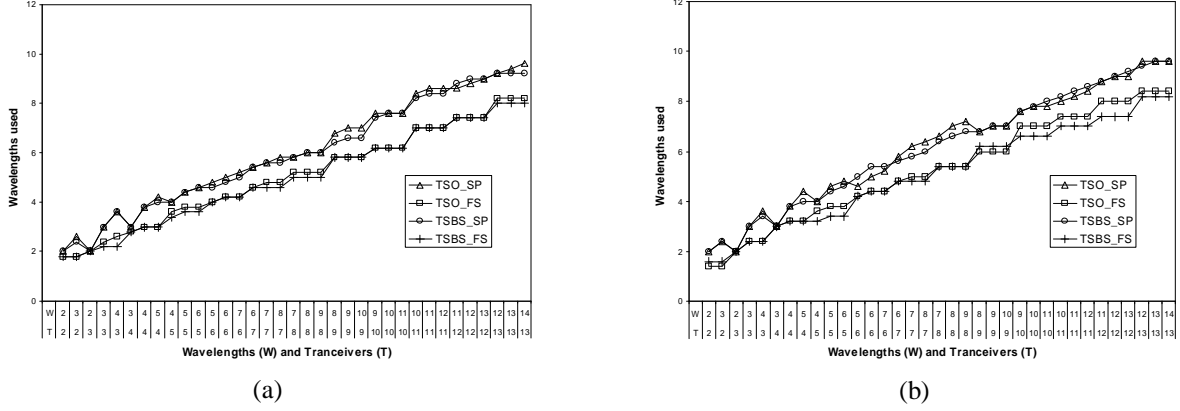 12
10
8
6
4
2
0
Wavelengths used
TSO_SP
TSO_FS
TSBS_SP
TSBS_FS
W 2 3 2 3 4 3 4 5 4 5 6 5 6 7 6 7 8 7 8 9 8 9 10 9 10 11 10 11 12 11 12 13 12 13 14
T 2 2 3 3 3 4 4 4 5 5 5 6 6 6 7 7 7 8 8 8 9 9 9 10 10 10 11 11 11 12 12 12 13 13 13
Wavelengths (W) and Tranceivers (T)
(a)
12
10
8
6
4
2
0
Wavelengths used
TSO_SP
TSO_FS
TSBS_SP
TSBS_FS
W 2 3 2 3 4 3 4 5 4 5 6 5 6 7 6 7 8 7 8 9 8 9 10 9 10 11 10 11 12 11 12 13 12 13 14
T 2 2 3 3 3 4 4 4 5 5 5 6 6 6 7 7 7 8 8 8 9 9 9 10 10 10 11 11 11 12 12 12 13 13 13
Wavelengths (W) and Tranceivers (T)
(b)